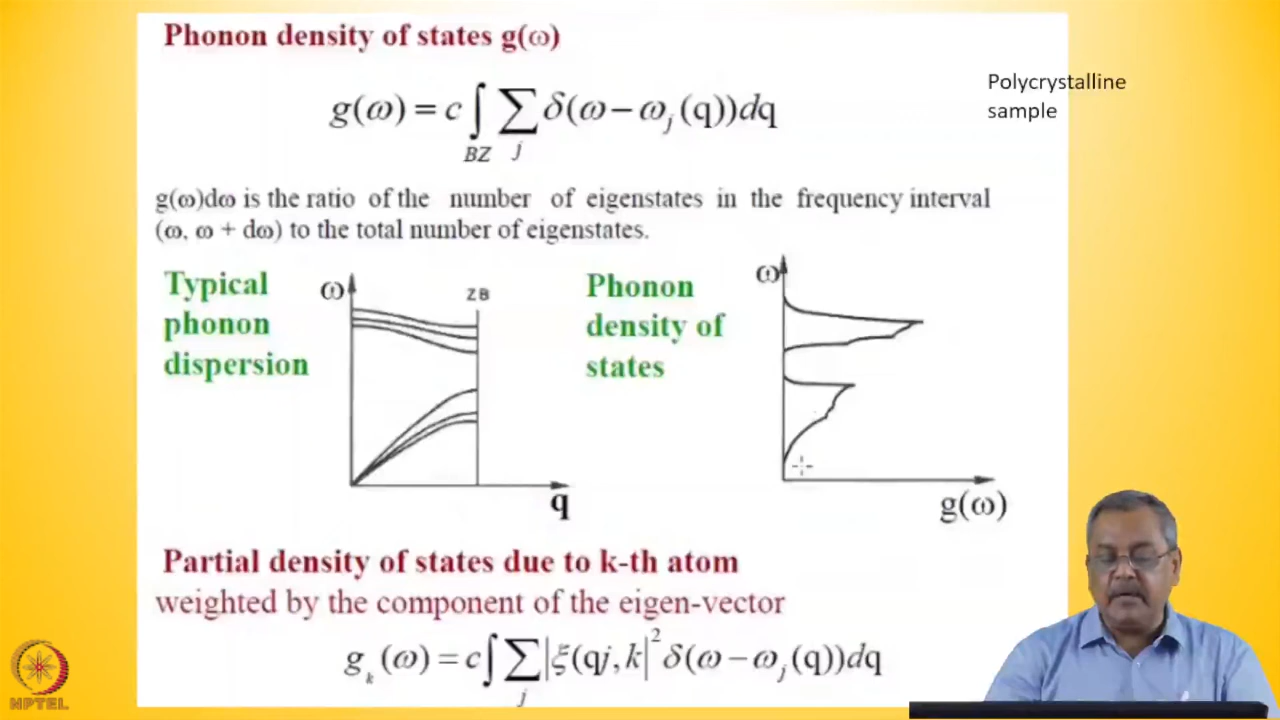 Phonon density of states g(ω)
Polycrystalline
sample
g(ω) = c ∫ ∑ δ(ω − ω_j(q))dq
BZ j
g(ω)dω is the ratio of the number of eigenstates in the frequency interval
(ω, ω + dω) to the total number of eigenstates.
Typical
phonon
dispersion
ω
ZB
q
Phonon
density of
states
ω
g(ω)
Partial density of states due to k-th atom
weighted by the component of the eigen-vector
g_k(ω) = c∫ ∑ |ξ(qj, k|² δ(ω − ω_j(q))dq
j
NPTEL